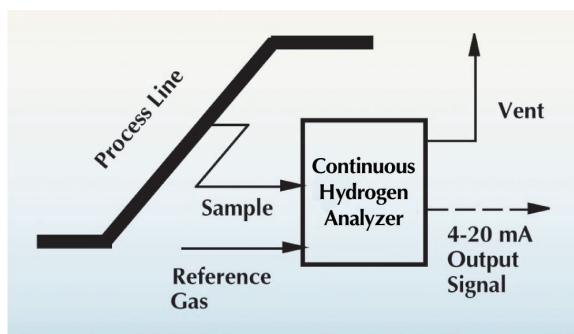 Process Line
Continuous
Hydrogen
Analyzer
Vent
Sample
4-20 mA
Output
Signal
Reference
Gas